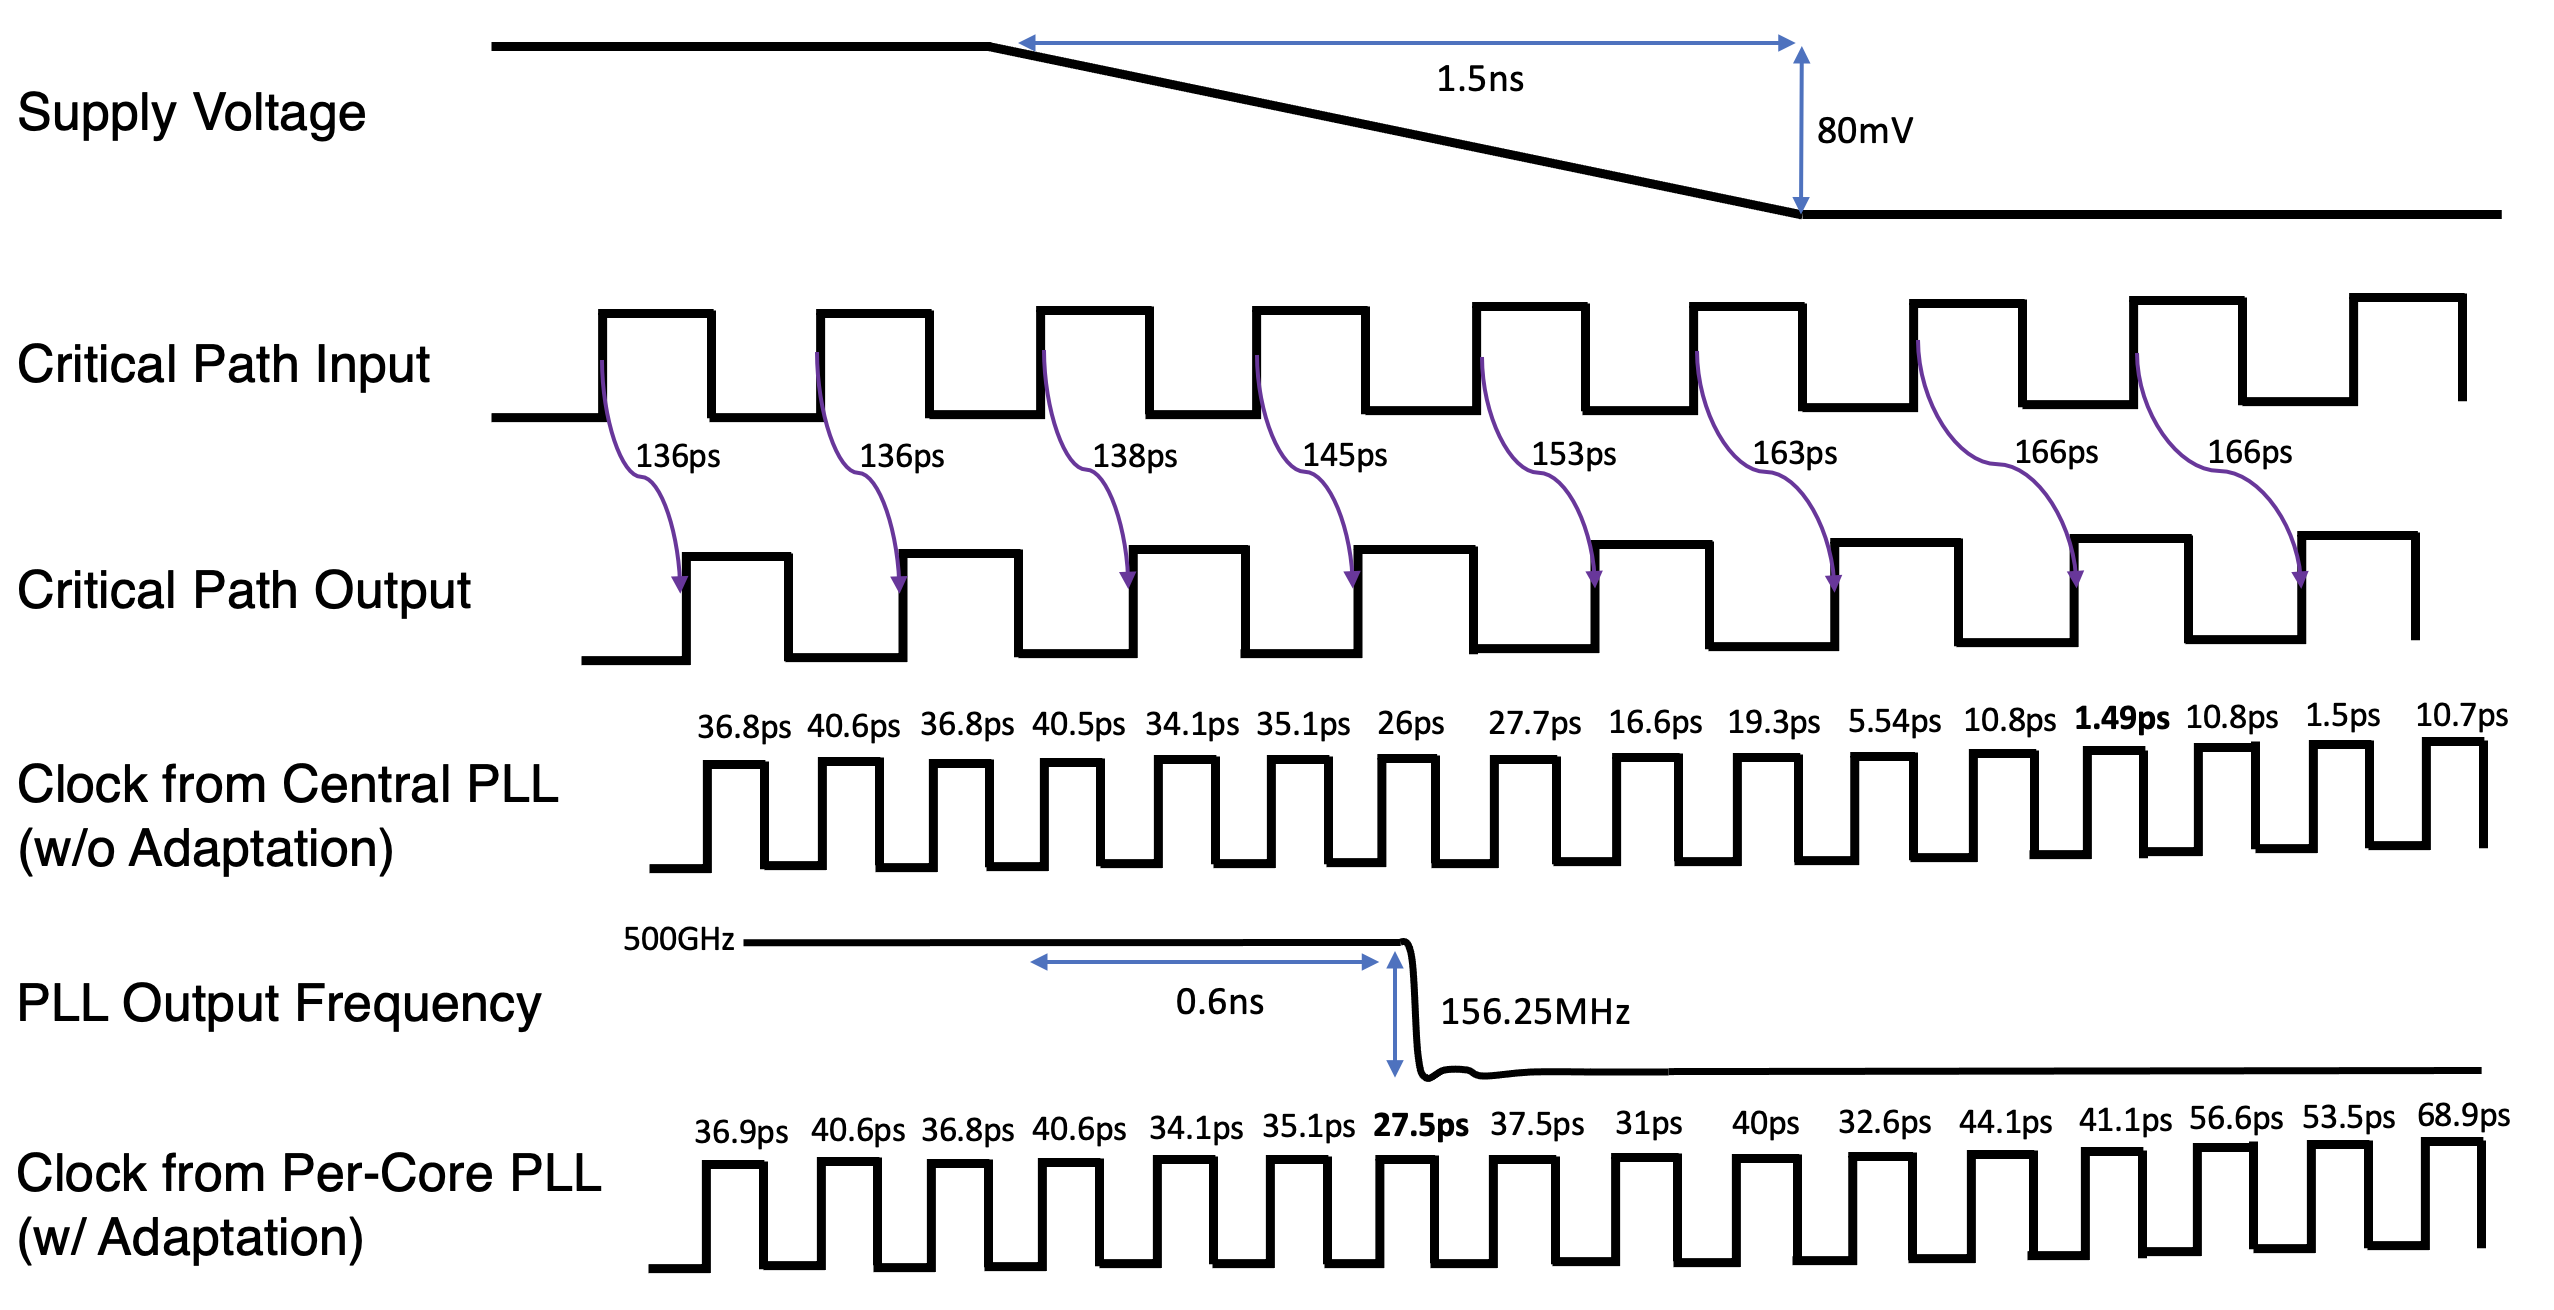 1.5ns
Supply Voltage
80mV
Critical Path Input
136ps 136ps 138ps 145ps 153ps 163ps 166ps 166ps
Critical Path Output
36.8ps 40.6ps 36.8ps 40.5ps 34.1ps 35.1ps 26ps 27.7ps 16.6ps 19.3ps 5.54ps 10.8ps 1.49ps 10.8ps 1.5ps 10.7ps
Clock from Central PLL
(w/o Adaptation)
500GHz
PLL Output Frequency
0.6ns
156.25MHz
36.9ps 40.6ps 36.8ps 40.6ps 34.1ps 35.1ps 27.5ps 37.5ps 31ps 40ps 32.6ps 44.1ps 41.1ps 56.6ps 53.5ps 68.9ps
Clock from Per-Core PLL
(w/ Adaptation)